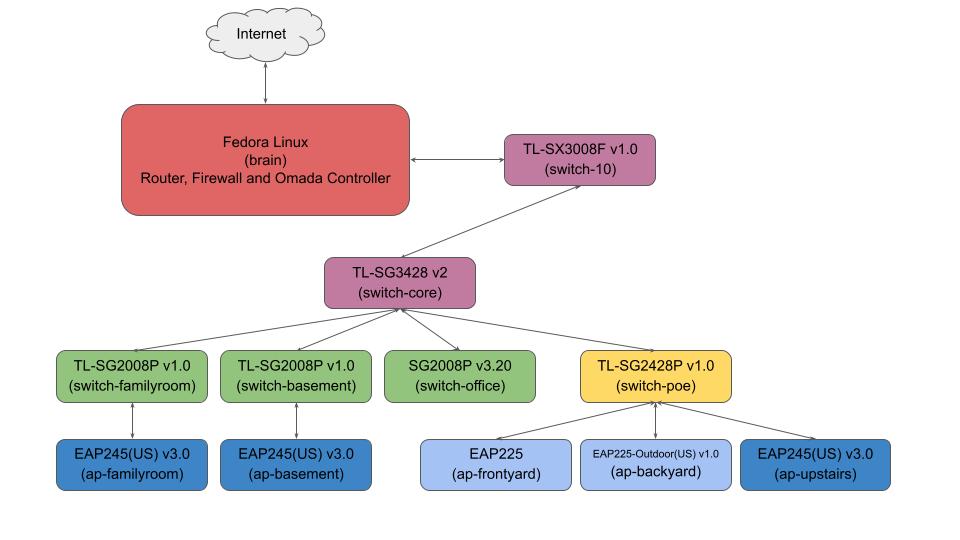 Internet
Fedora Linux
(brain)
Router, Firewall and Omada Controller
TL-SX3008F v1.0
(switch-10)
TL-SG3428 v2
(switch-core)
TL-SG2008P v1.0
(switch-familyroom)
TL-SG2008P v1.0
(switch-basement)
SG2008P v3.20
(switch-office)
TL-SG2428P v1.0
(switch-poe)
EAP245(US) v3.0
(ap-familyroom)
EAP245(US) v3.0
(ap-basement)
EAP225
(ap-frontyard)
EAP225-Outdoor(US) v1.0
(ap-backyard)
EAP245(US) v3.0
(ap-upstairs)